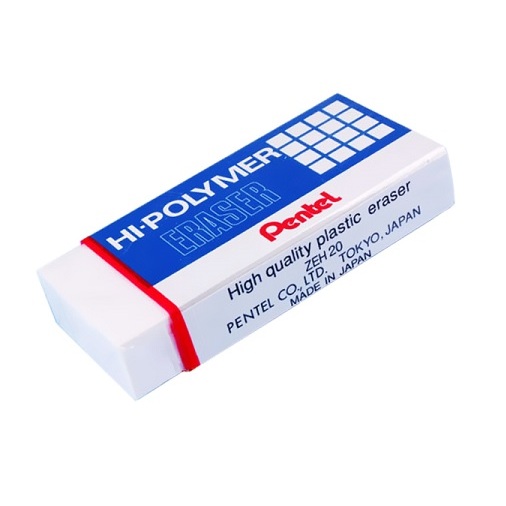 HI-POLYMER
ERASER
Pentel
High quality plastic eraser
ZEH20
PENTEL CO., LTD. TOKYO, JAPAN
MADE IN JAPAN